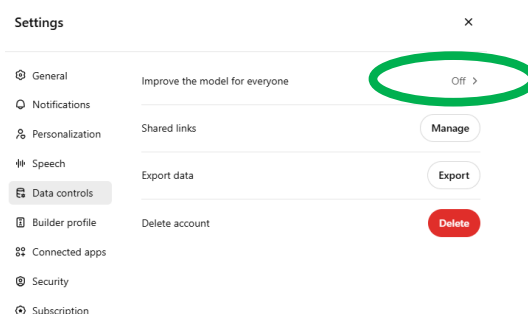 Settings
General
Notifications
Personalization
Speech
Data controls
Builder profile
Connected apps
Security
Subscription
Improve the model for everyone Off
Shared links Manage
Export data Export
Delete account Delete